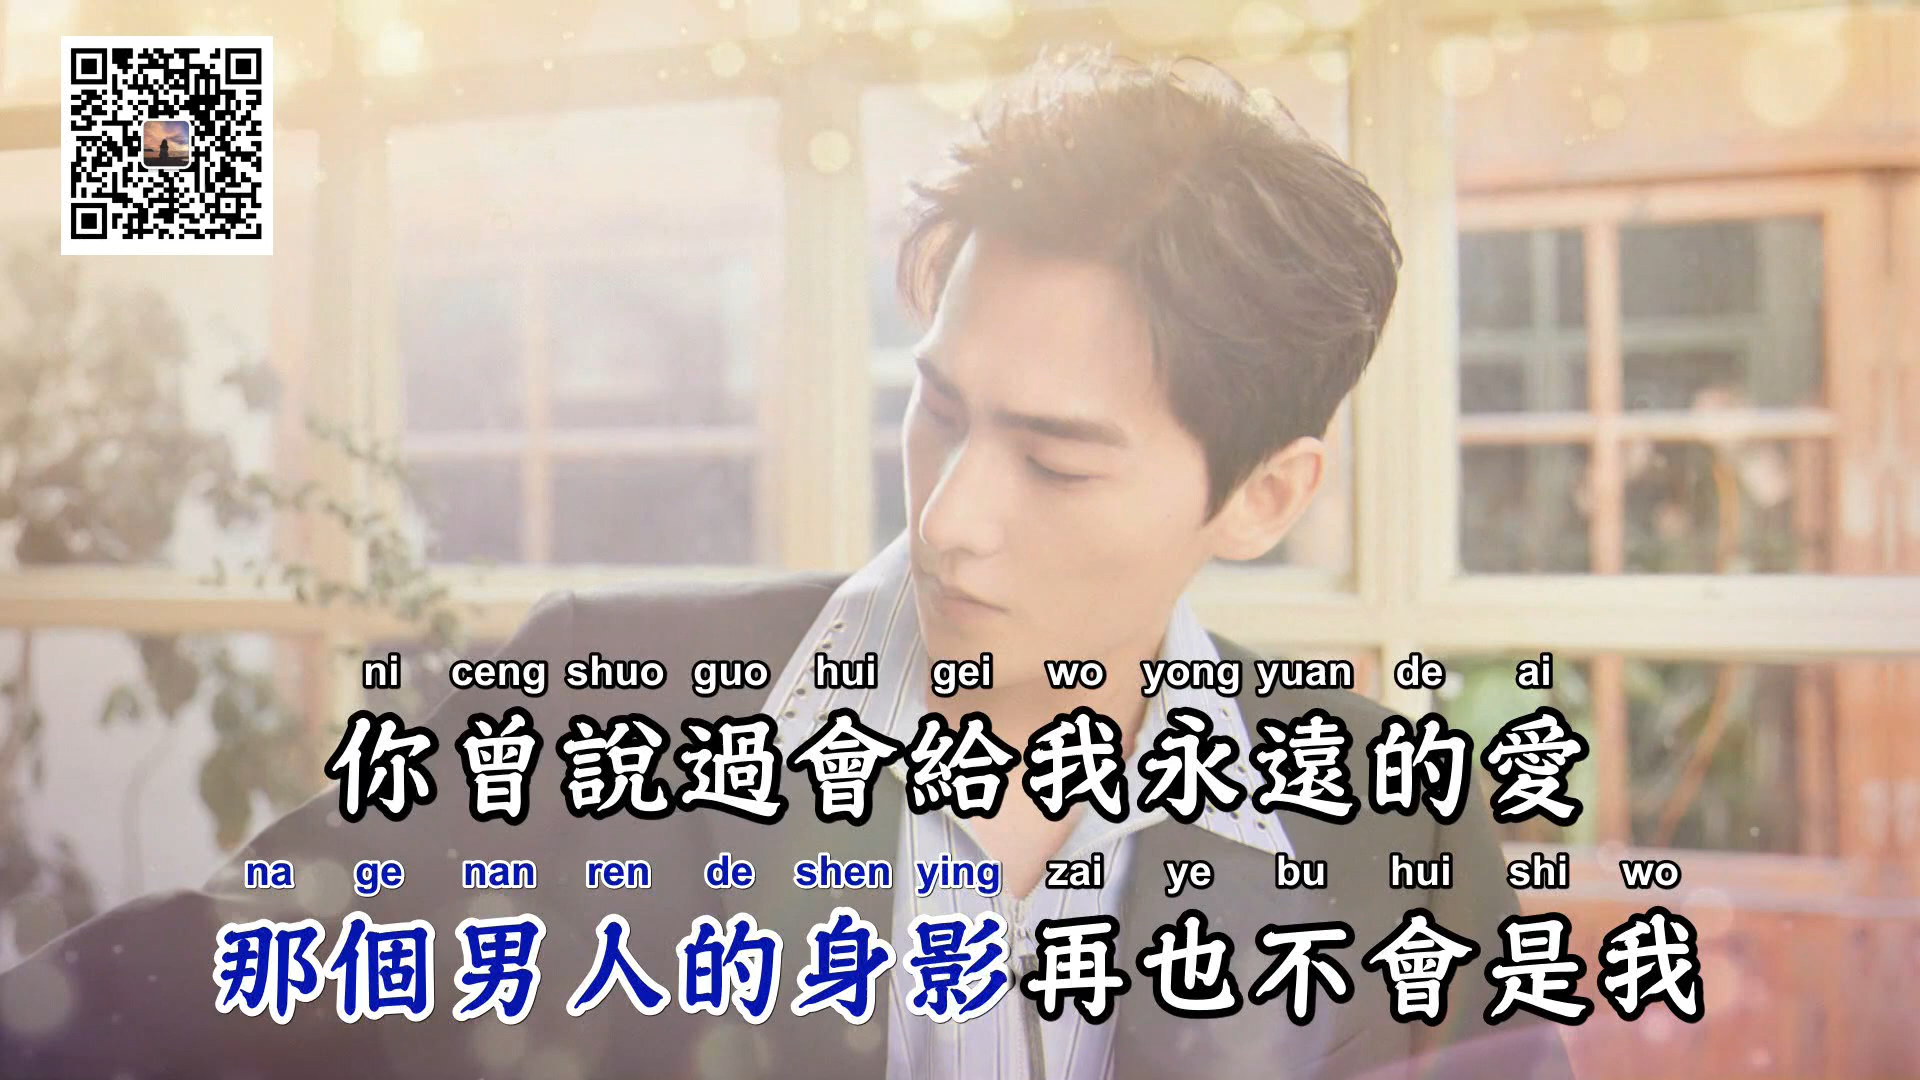 ni ceng shuo guo hui gei wo yong yuan de ai
你曾說過會給我永遠的愛
na ge nan ren de shen ying zai ye bu hui shi wo
那個男人的身影再也不會是我